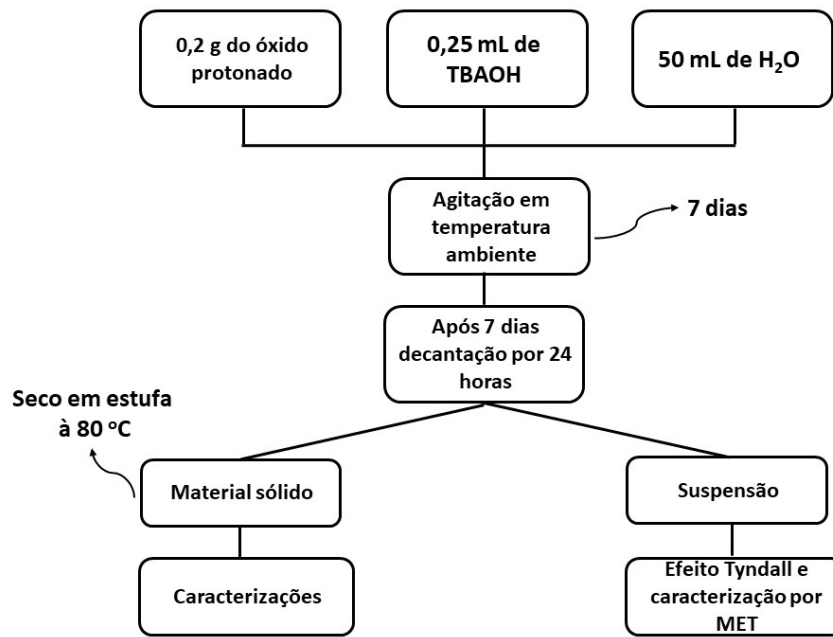 0,2 g do óxido
protonado
0,25 mL de
TBAOH
50 mL de H₂O
Agitação em
temperatura
ambiente
7 dias
Após 7 dias
decantação por 24
horas
Seco em estufa
à 80 ºC
Material sólido
Suspensão
Caracterizações
Efeito Tyndall e
caracterização por
MET